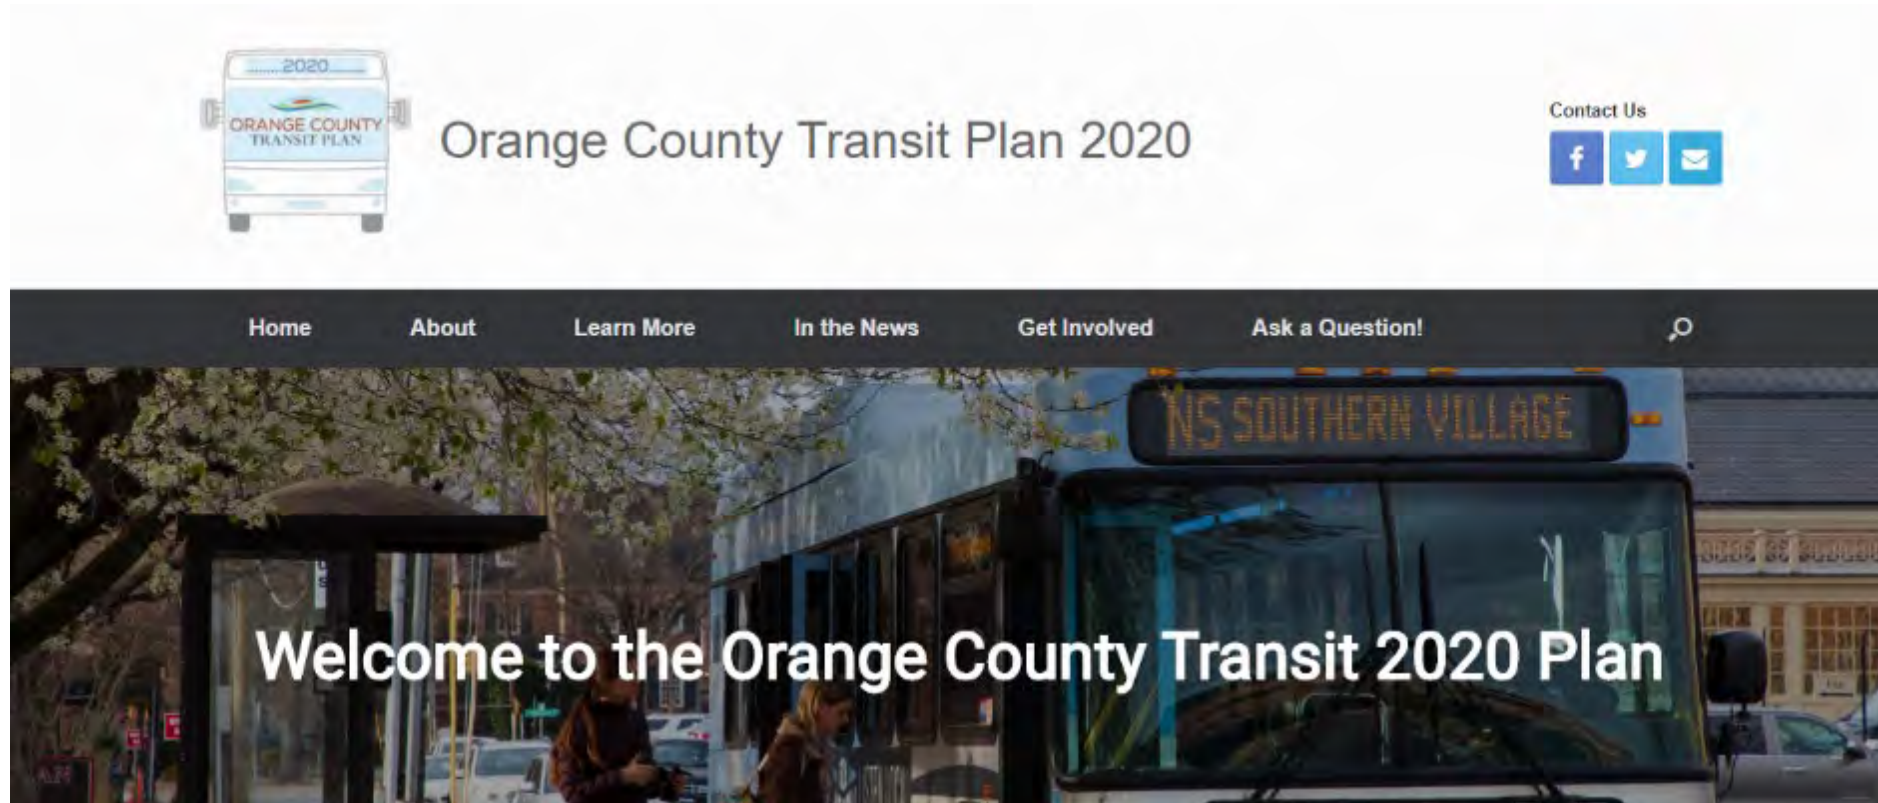 2020
ORANGE COUNTY
TRANSIT PLAN
Orange County Transit Plan 2020
Contact Us
Home About Learn More In the News Get Involved Ask a Question!
NS SOUTHERN VILLAGE
Welcome to the Orange County Transit 2020 Plan